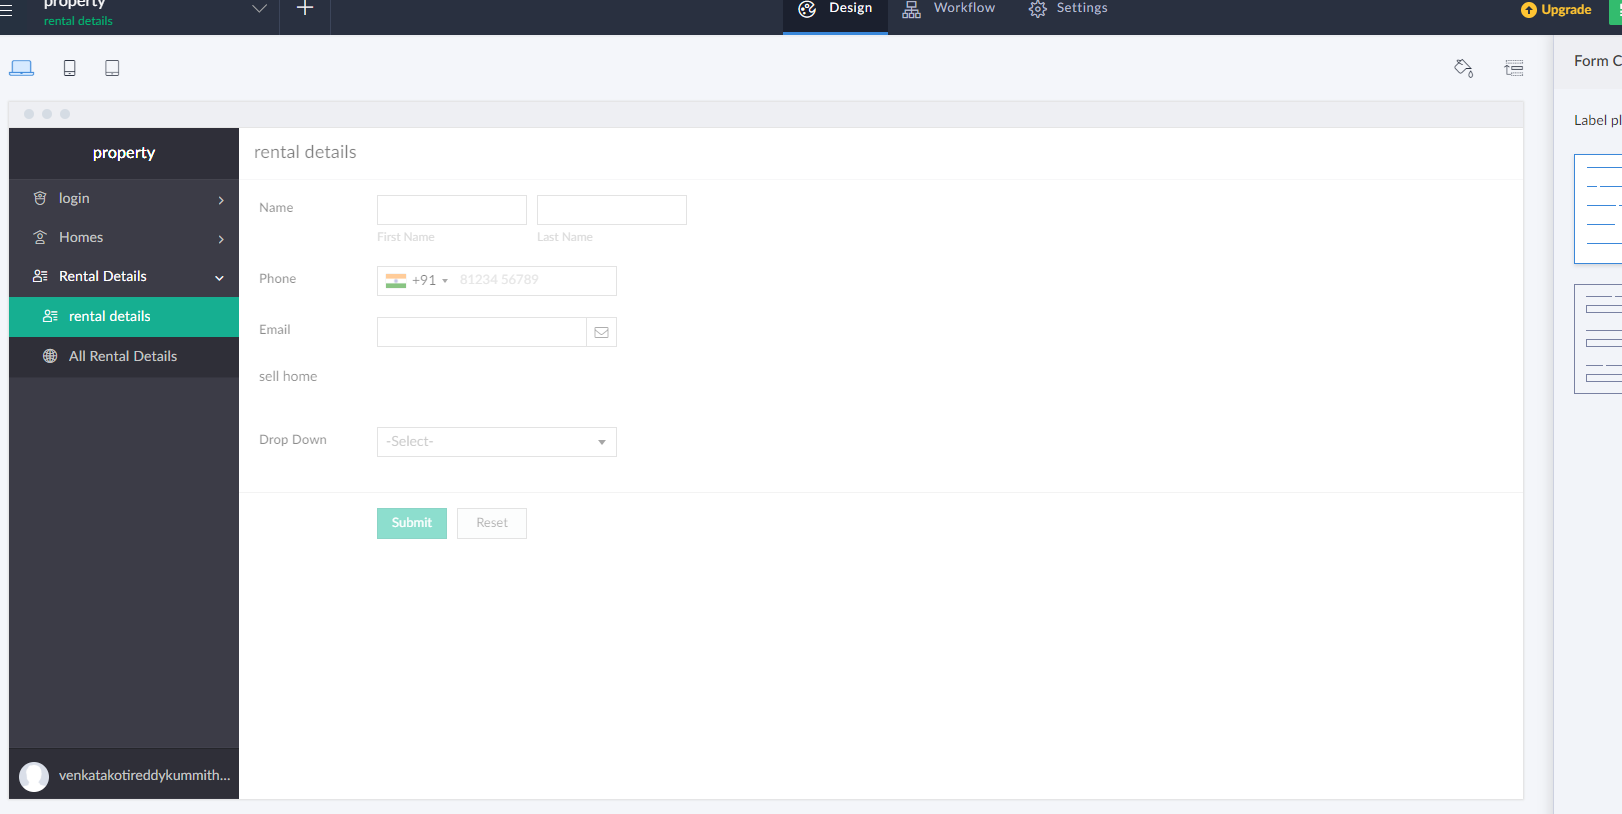 property
rental details
Design
Workflow
Settings
Upgrade
Form C
Label pl
property
login
Homes
Rental Details
rental details
All Rental Details
venkatakotireddykummith...
rental details
Name
First Name
Last Name
Phone
+91
81234 56789
Email
sell home
Drop Down
-Select-
Submit
Reset